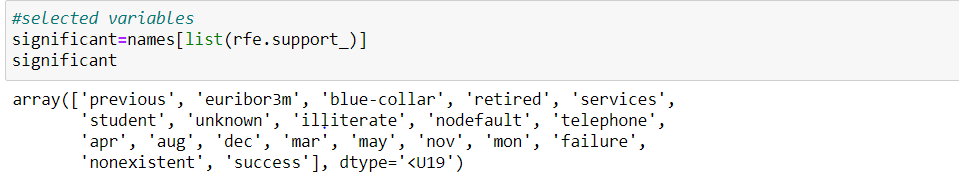 #selected variables
significant=names[list(rfe.support_)]
significant
array(['previous', 'euribor3m', 'blue-collar', 'retired', 'services',
'student', 'unknown', 'illiterate', 'nodefault', 'telephone',
'apr', 'aug', 'dec', 'mar', 'may', 'nov', 'mon', 'failure',
'nonexistent', 'success'], dtype='<U19')